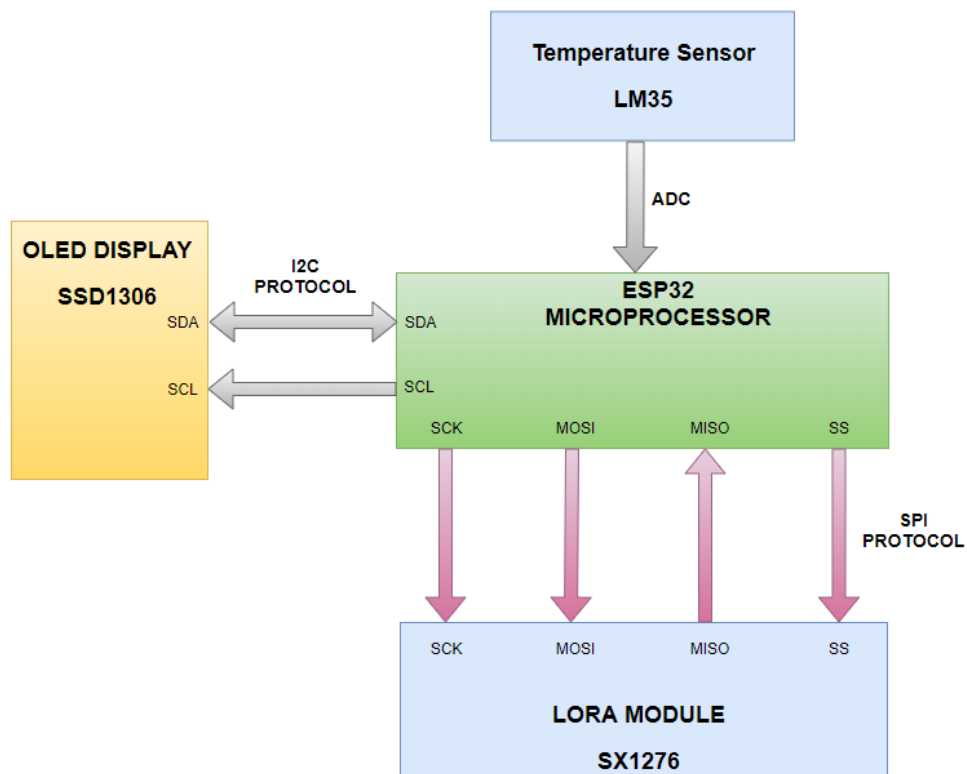 Temperature Sensor
LM35
ADC
OLED DISPLAY
SSD1306
SDA
SCL
I2C
PROTOCOL
ESP32
MICROPROCESSOR
SDA
SCL
SCK MOSI MISO SS
SPI
PROTOCOL
SCK MOSI MISO SS
LORA MODULE
SX1276